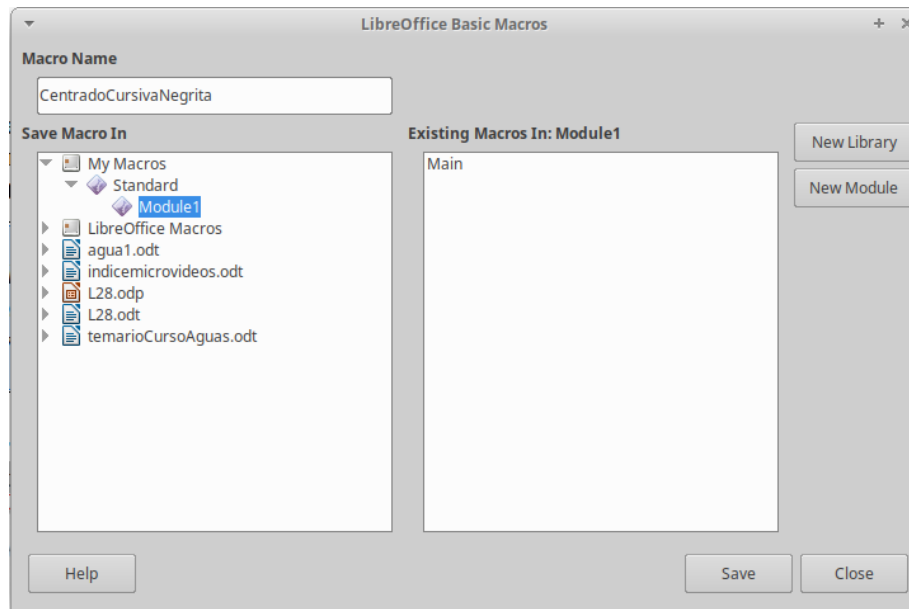 LibreOffice Basic Macros
Macro Name
CentradoCursivaNegrita
Save Macro In
My Macros
Standard
Module1
LibreOffice Macros
agua1.odt
indicemicrovideos.odt
L28.odp
L28.odt
temarioCursoAguas.odt
Existing Macros In: Module1
Main
New Library
New Module
Help
Save
Close